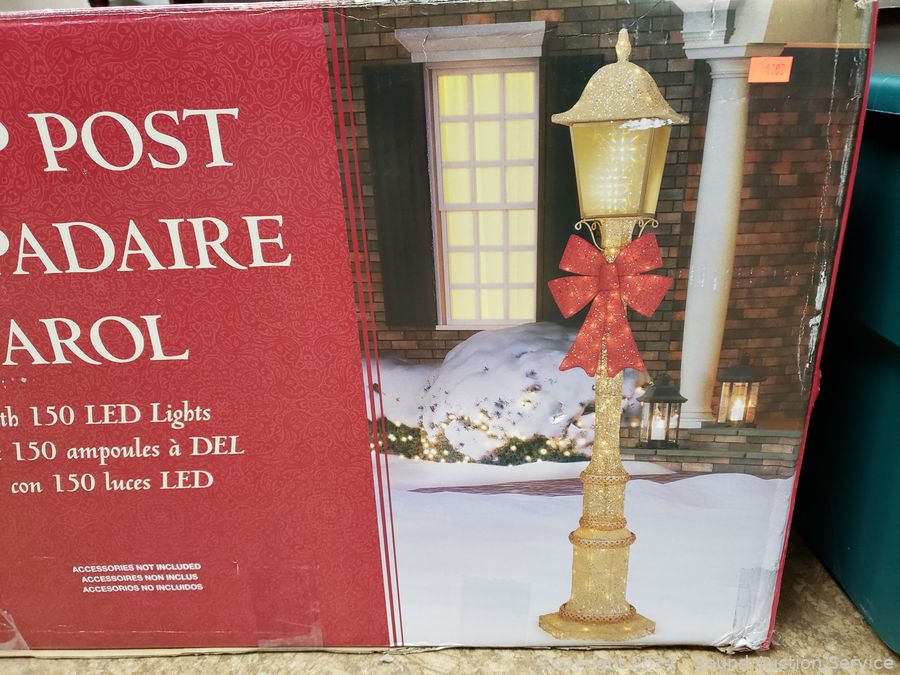 P POST
PADAIRE
AROL
th 150 LED Lights
150 ampoules à DEL
con 150 luces LED
ACCESSORIES NOT INCLUDED
ACCESSOIRES NON INCLUS
ACCESORIOS NO INCLUIDOS
Sound Auction Service